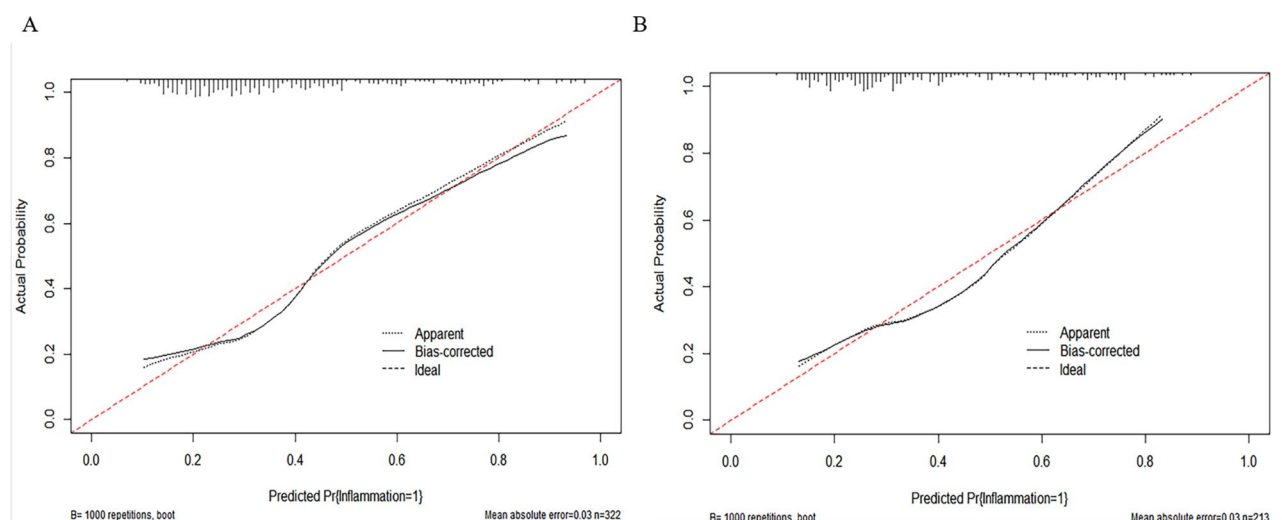 A
1.0
0.8
0.6
0.4
0.2
0.0
Actual Probability
Apparent
Bias-corrected
Ideal
0.0 0.2 0.4 0.6 0.8 1.0
Predicted Pr{Inflammation=1}
B= 1000 repetitions, boot
Mean absolute error=0.03 n=322
B
1.0
0.8
0.6
0.4
0.2
0.0
Actual Probability
Apparent
Bias-corrected
Ideal
0.0 0.2 0.4 0.6 0.8 1.0
Predicted Pr{Inflammation=1}
B= 1000 repetitions, boot
Mean absolute error=0.03 n=213